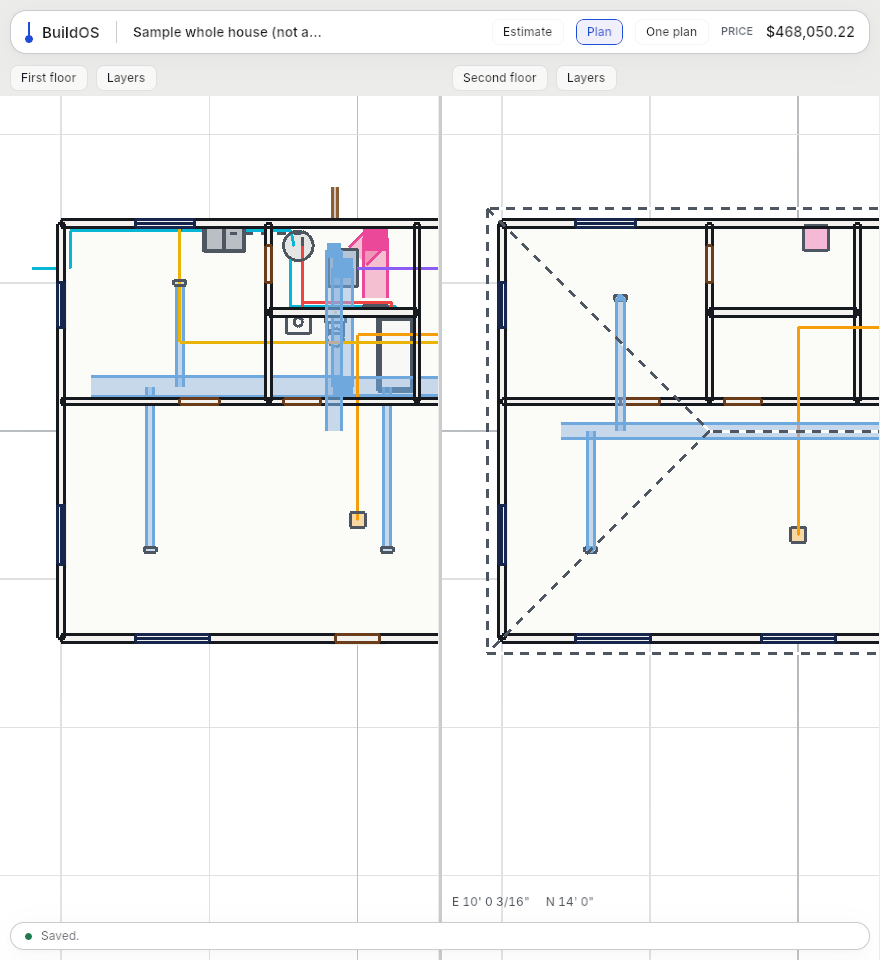 BuildOS
Sample whole house (not a...
Estimate
Plan
One plan
PRICE
$468,050.22
First floor
Layers
Second floor
Layers
E 10' 0 3/16" N 14' 0"
Saved.